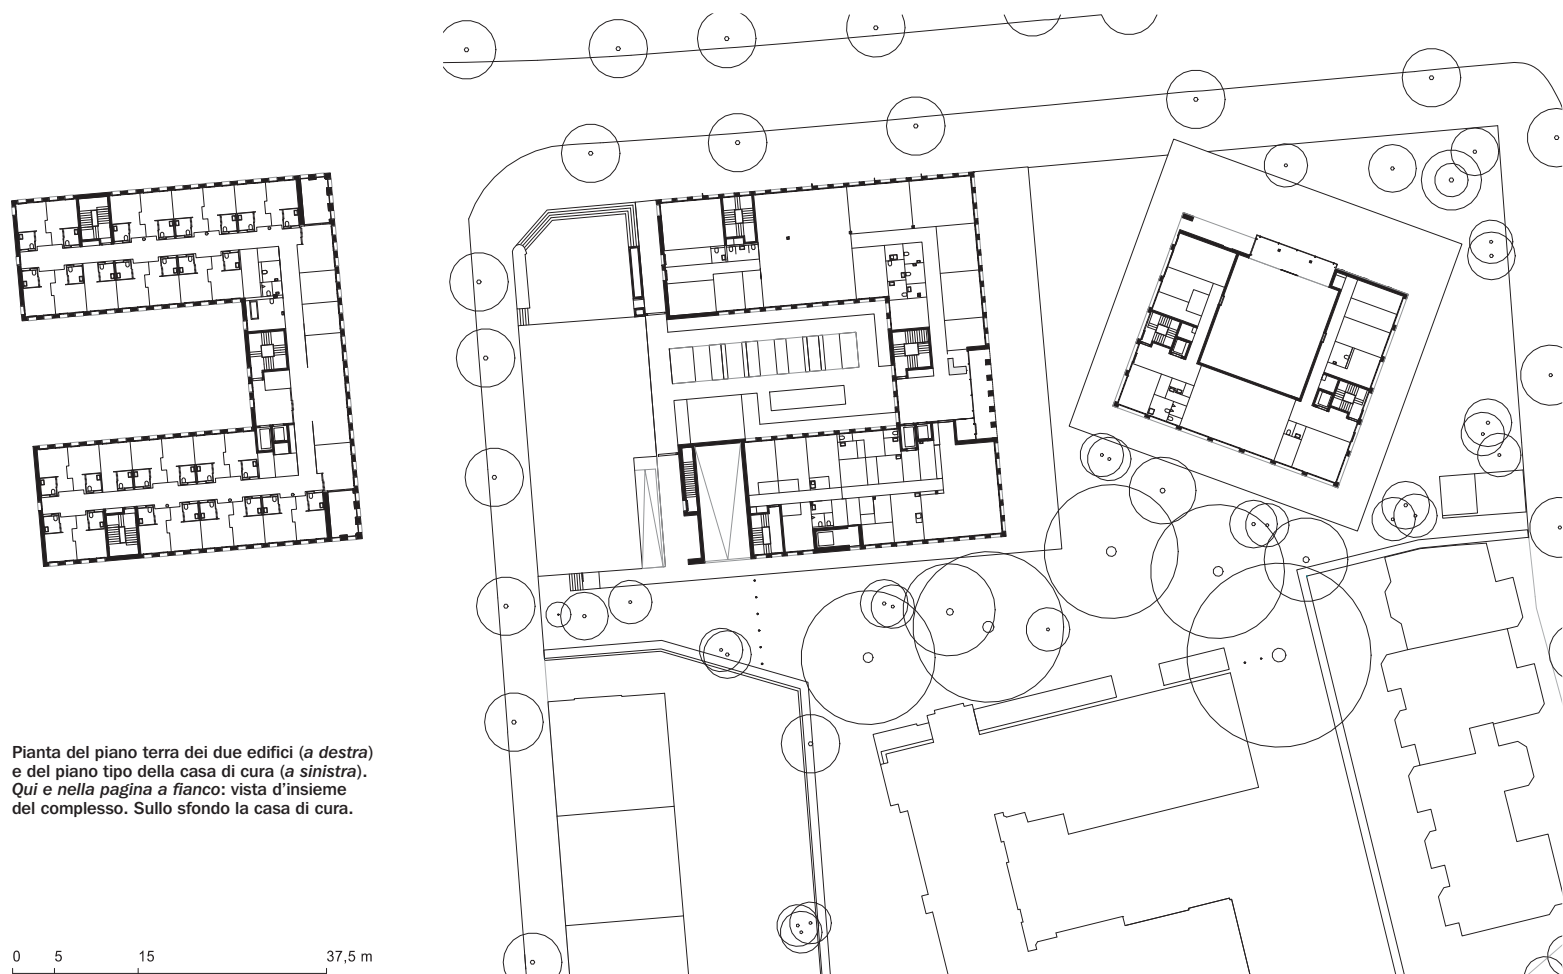 Pianta del piano terra dei due edifici (a destra)
e del piano tipo della casa di cura (a sinistra).
Qui e nella pagina a fianco: vista d'insieme
del complesso. Sullo sfondo la casa di cura.
0 5 15 37,5 m